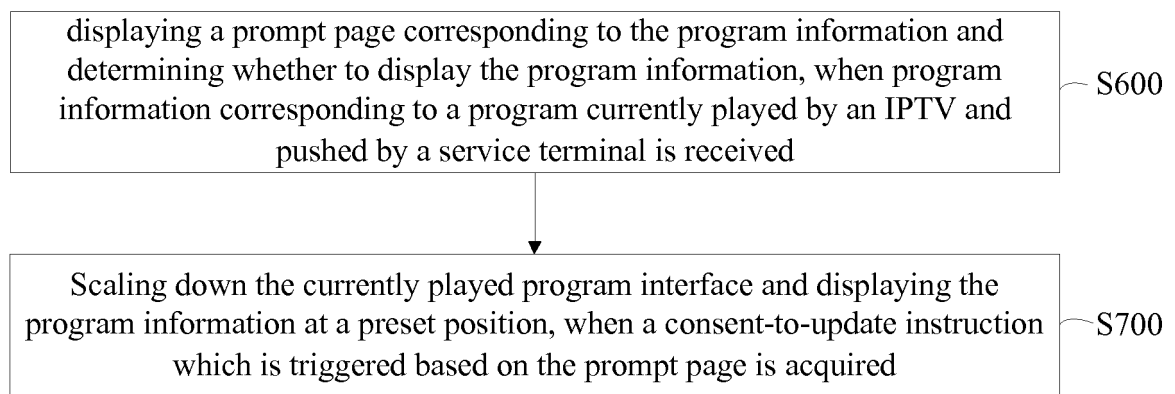 displaying a prompt page corresponding to the program information and
determining whether to display the program information, when program
information corresponding to a program currently played by an IPTV and
pushed by a service terminal is received
S600
Scaling down the currently played program interface and displaying the
program information at a preset position, when a consent-to-update instruction
which is triggered based on the prompt page is acquired
S700